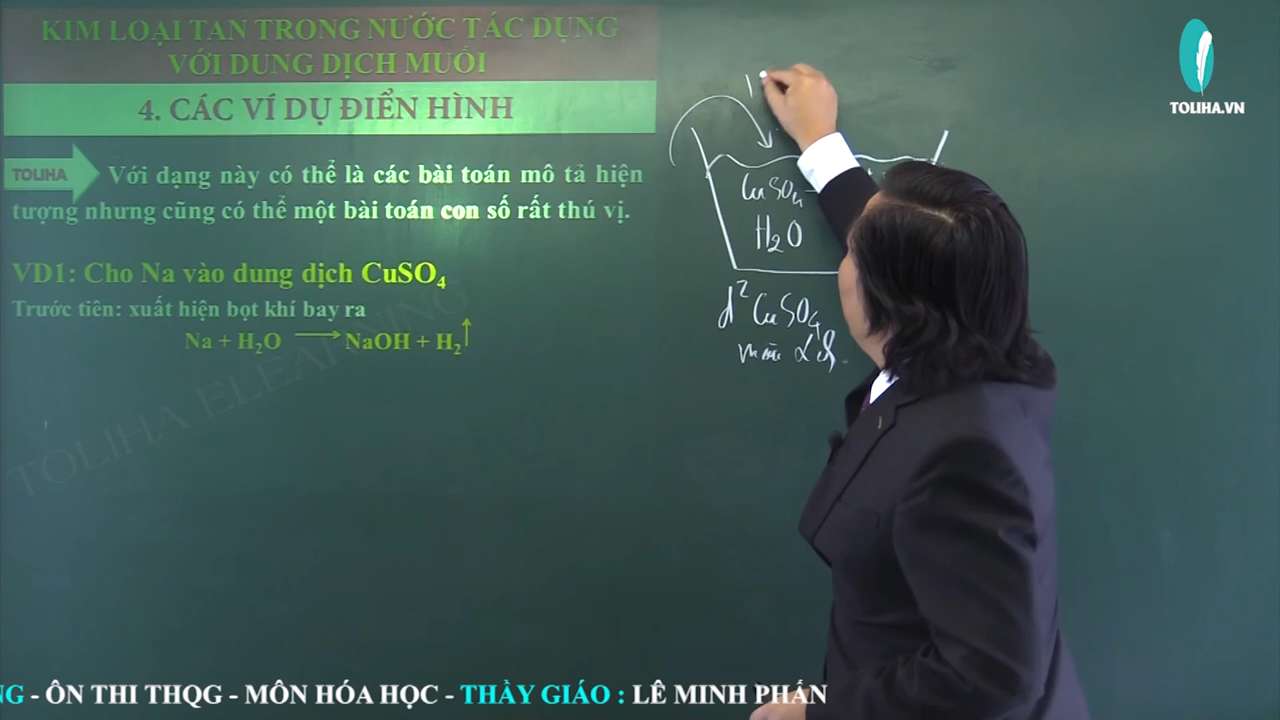 KIM LOẠI TAN TRONG NƯỚC TÁC DỤNG
VỚI DUNG DỊCH MUỐI
4. CÁC VÍ DỤ ĐIỂN HÌNH
TOLIHA
Với dạng này có thể là các bài toán mô tả hiện
tượng nhưng cũng có thể một bài toán con số rất thú vị.
VD1: Cho Na vào dung dịch CuSO₄
Trước tiên: xuất hiện bọt khí bay ra
Na + H₂O ⟶ NaOH + H₂↑
TOLIHA ELEARNING
CuSO₄
H₂O
d² CuSO₄
TOLIHA.VN
NG - ÔN THI THQG - MÔN HÓA HỌC - THẦY GIÁO : LÊ MINH PHẤN